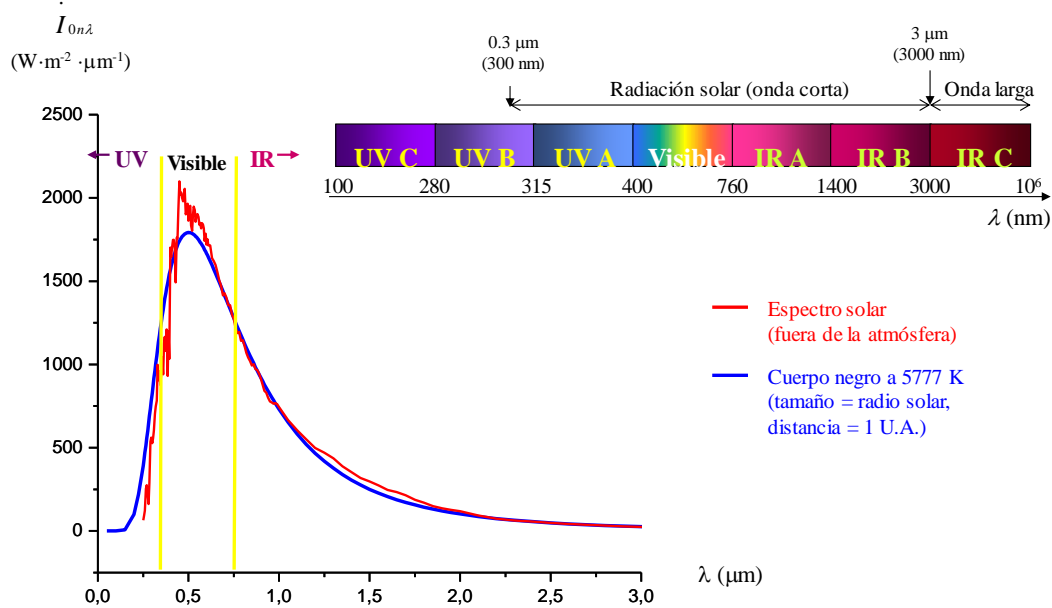 İ0nλ
(W·m-2 ·μm-1)
0.3 μm
(300 nm)
3 μm
(3000 nm)
Radiación solar (onda corta)
Onda larga
UV C UV B UV A Visible IR A IR B IR C
100 280 315 400 760 1400 3000 10⁶
λ (nm)
UV Visible IR
2500
2000
1500
1000
500
0
0,0 0,5 1,0 1,5 2,0 2,5 3,0
λ (μm)
Espectro solar
(fuera de la atmósfera)
Cuerpo negro a 5777 K
(tamaño = radio solar,
distancia = 1 U.A.)